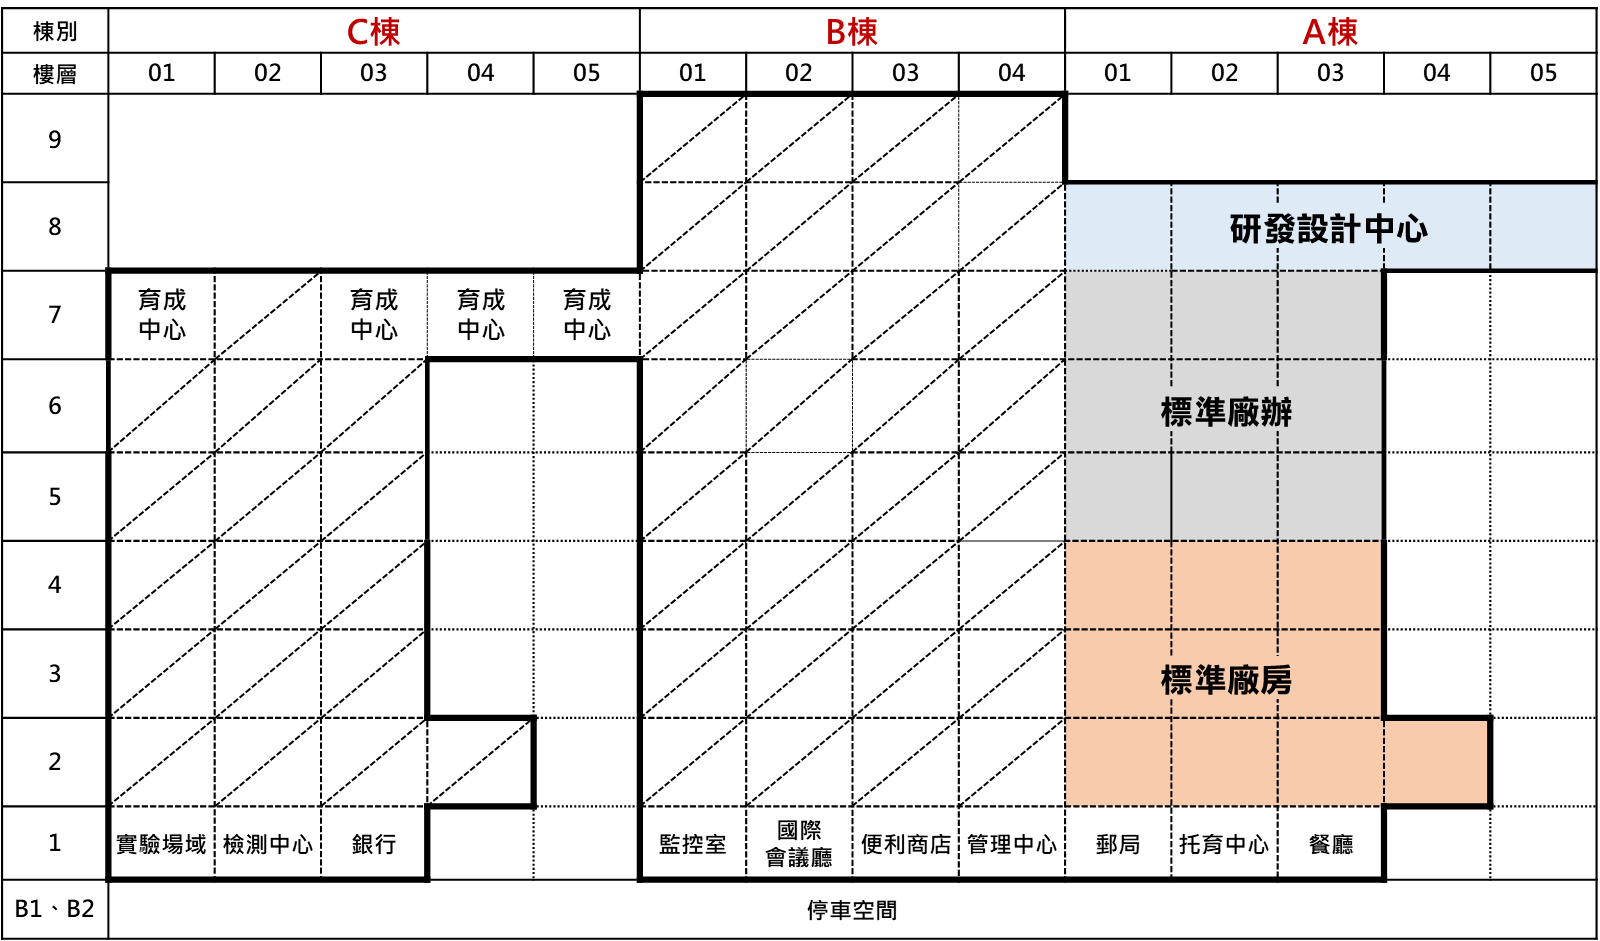 棟別 C棟 B棟 A棟
樓層 01 02 03 04 05 01 02 03 04 01 02 03 04 05
9
8 研發設計中心
7 育成中心 育成中心 育成中心 育成中心
6 標準廠辦
5
4
3 標準廠房
2
1 實驗場域 檢測中心 銀行 監控室 國際會議廳 便利商店 管理中心 郵局 托育中心 餐廳
B1、B2 停車空間